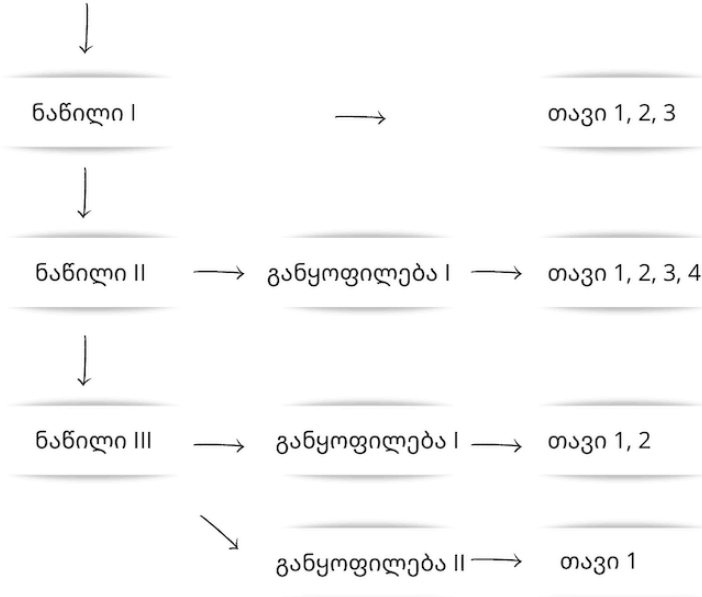 ნაწილი I
თავი 1, 2, 3
ნაწილი II
განყოფილება I
თავი 1, 2, 3, 4
ნაწილი III
განყოფილება I
თავი 1, 2
განყოფილება II
თავი 1